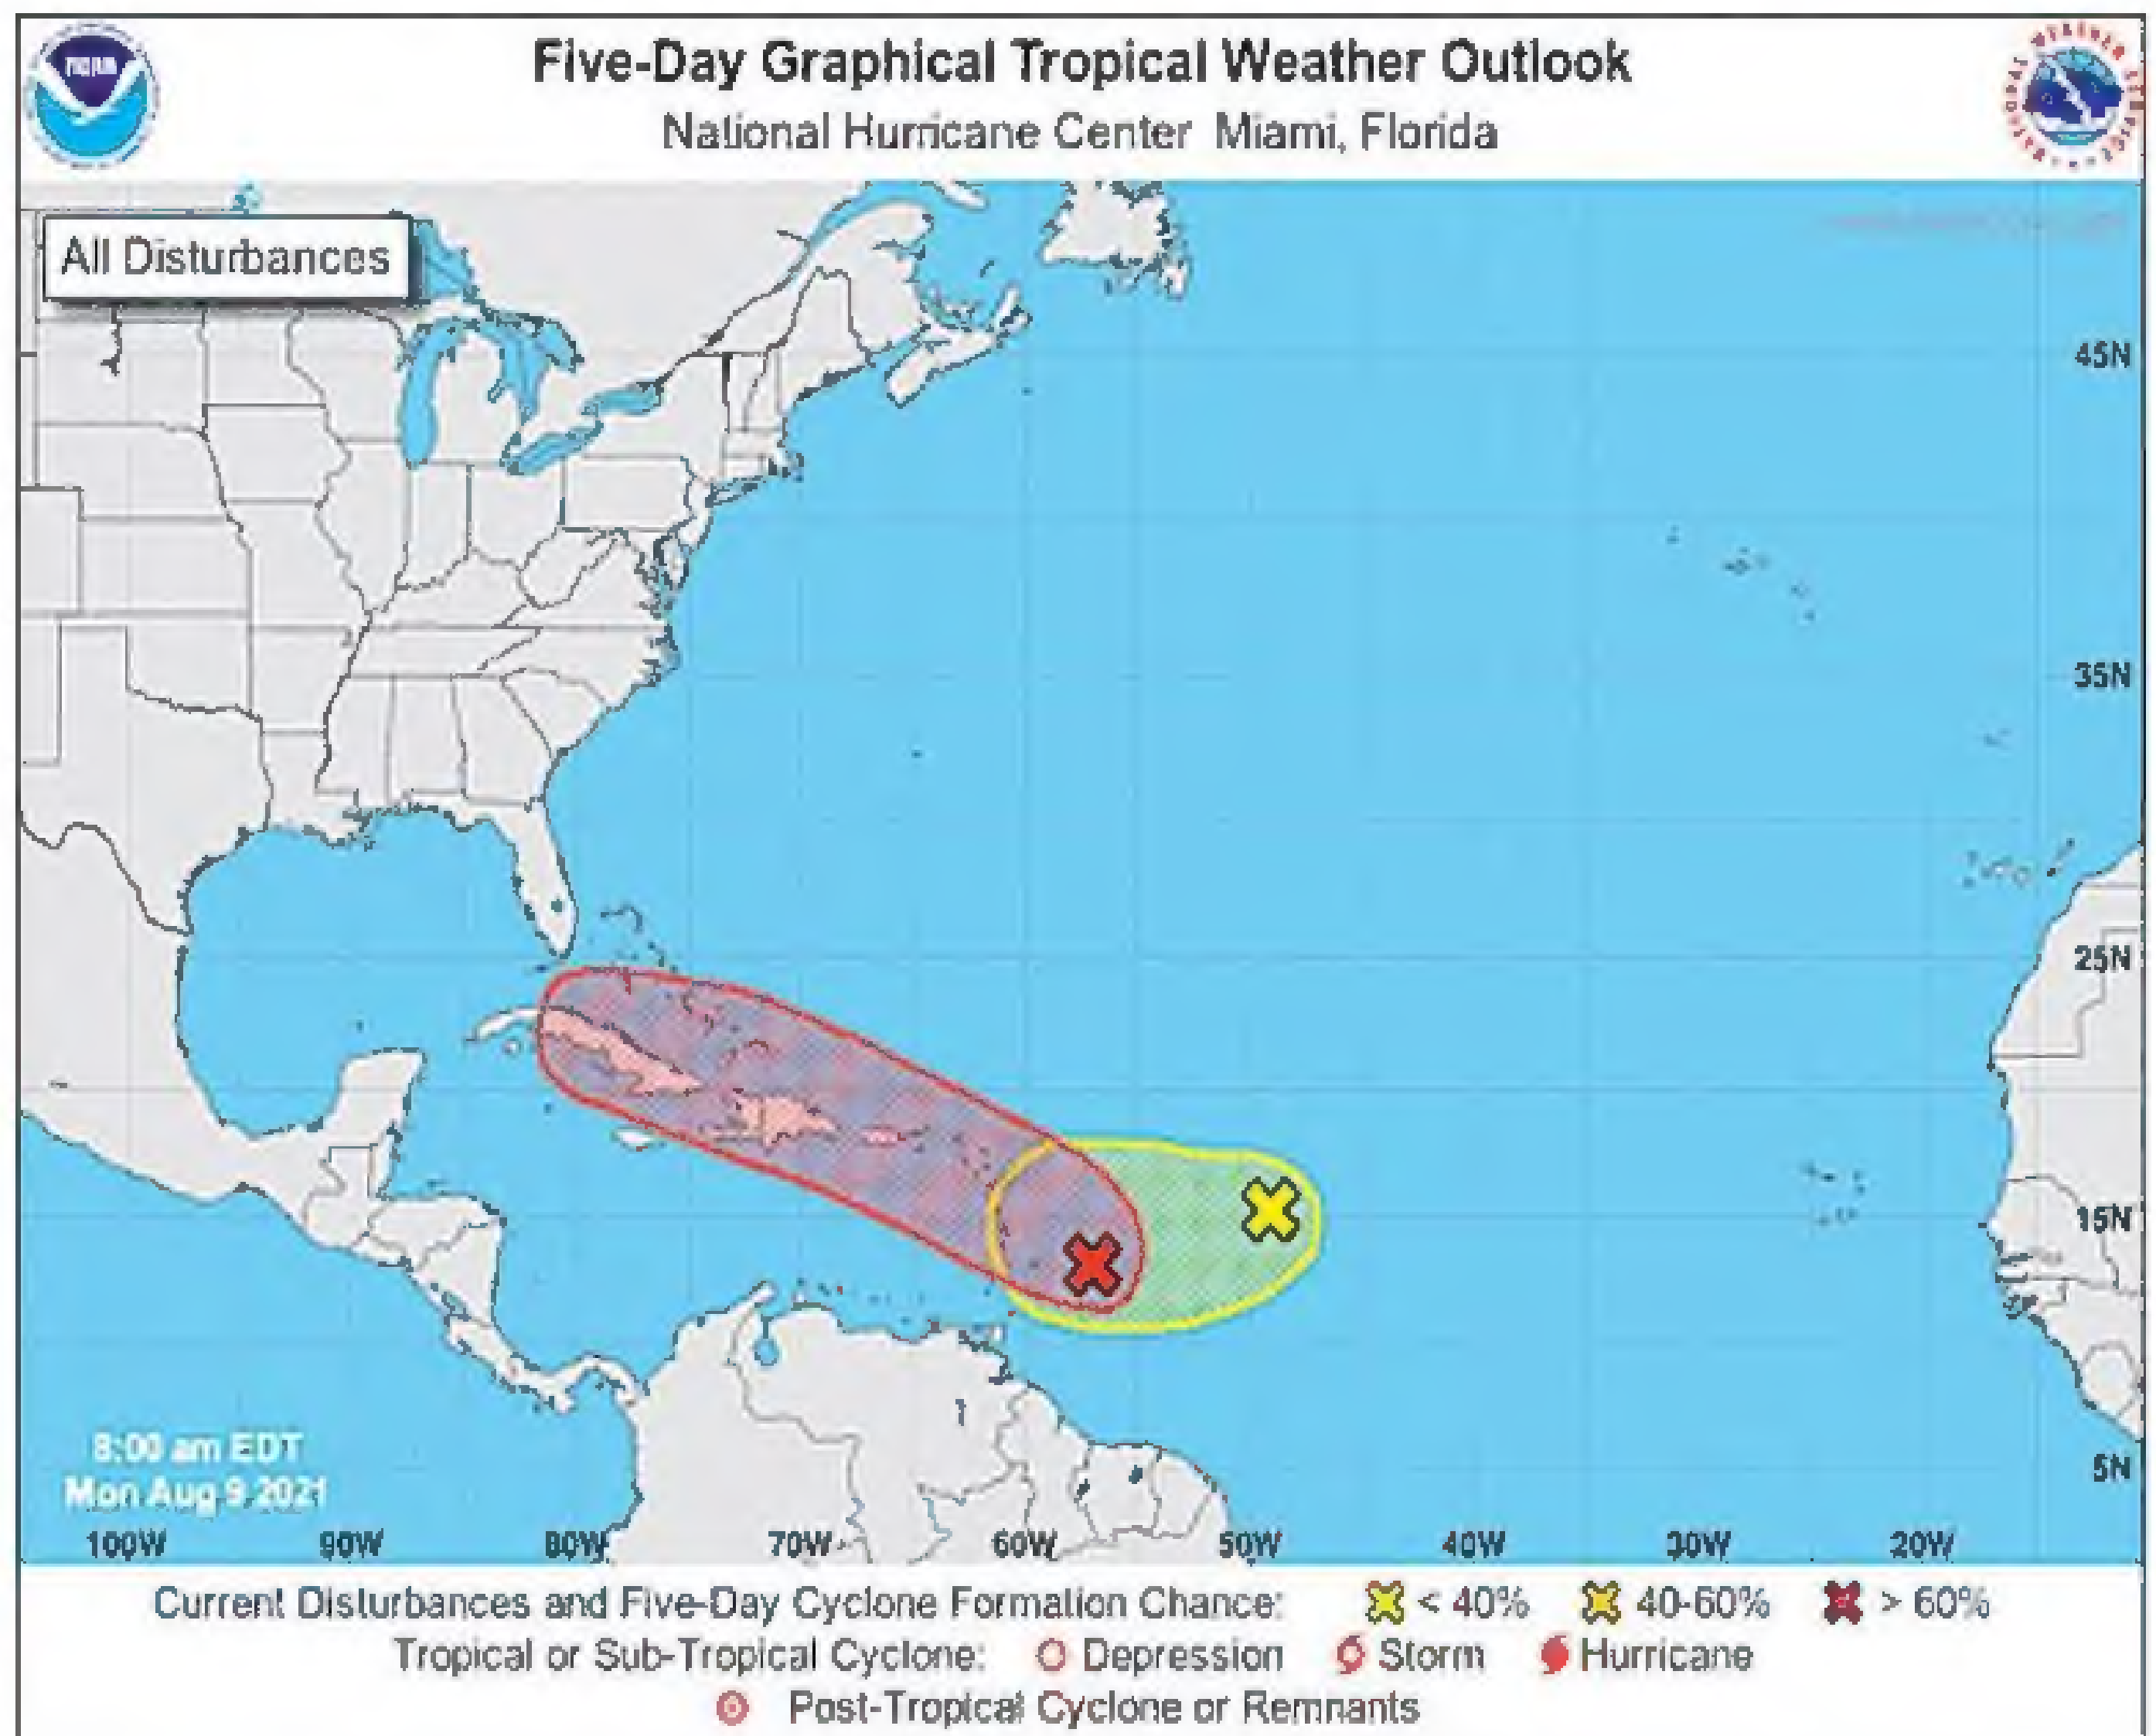 Five-Day Graphical Tropical Weather Outlook
National Hurricane Center Miami, Florida
All Disturbances
45N
35N
25N
15N
5N
8:00 am EDT
Mon Aug 9 2021
100W 90W 80W 70W 60W 50W 40W 30W 20W
Current Disturbances and Five-Day Cyclone Formation Chance: < 40% 40-60% > 60%
Tropical or Sub-Tropical Cyclone: Depression Storm Hurricane
Post-Tropical Cyclone or Remnants